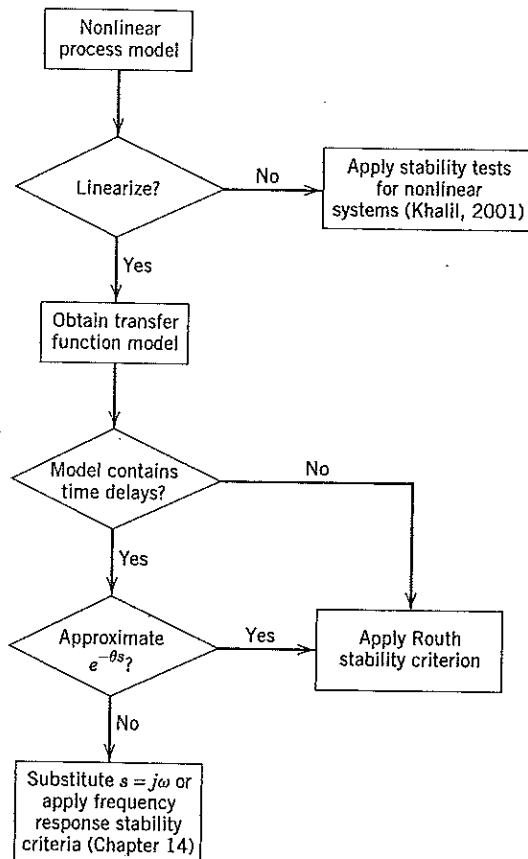 Nonlinear
process model
Linearize?
No
Apply stability tests
for nonlinear
systems (Khalil, 2001)
Yes
Obtain transfer
function model
Model contains
time delays?
No
Yes
Approximate
e^{-θs}?
Yes
Apply Routh
stability criterion
No
Substitute s = jω or
apply frequency
response stability
criteria (Chapter 14)